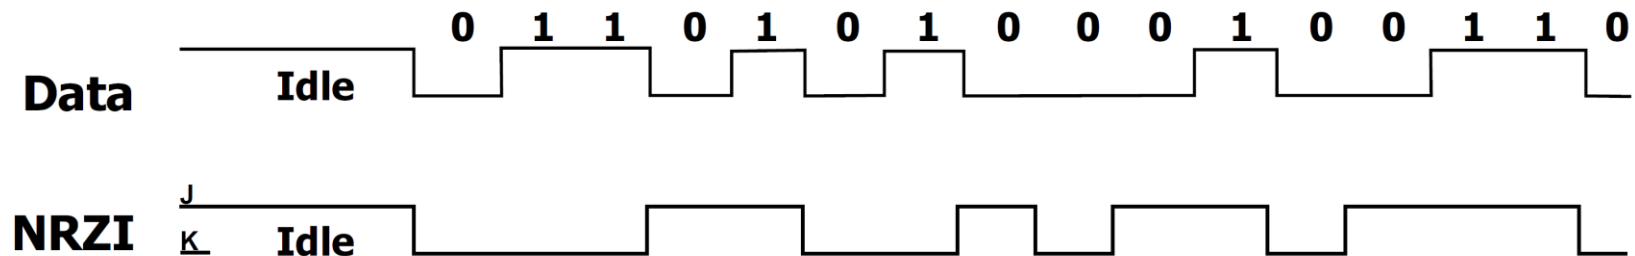 0 1 1 0 1 0 1 0 0 0 1 0 0 1 1 0
Data Idle
J
NRZI K Idle